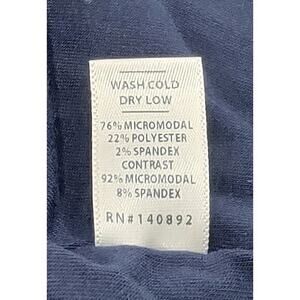 WASH COLD
DRY LOW
76% MICROMODAL
22% POLYESTER
2% SPANDEX
CONTRAST
92% MICROMODAL
8% SPANDEX
RN# 140892